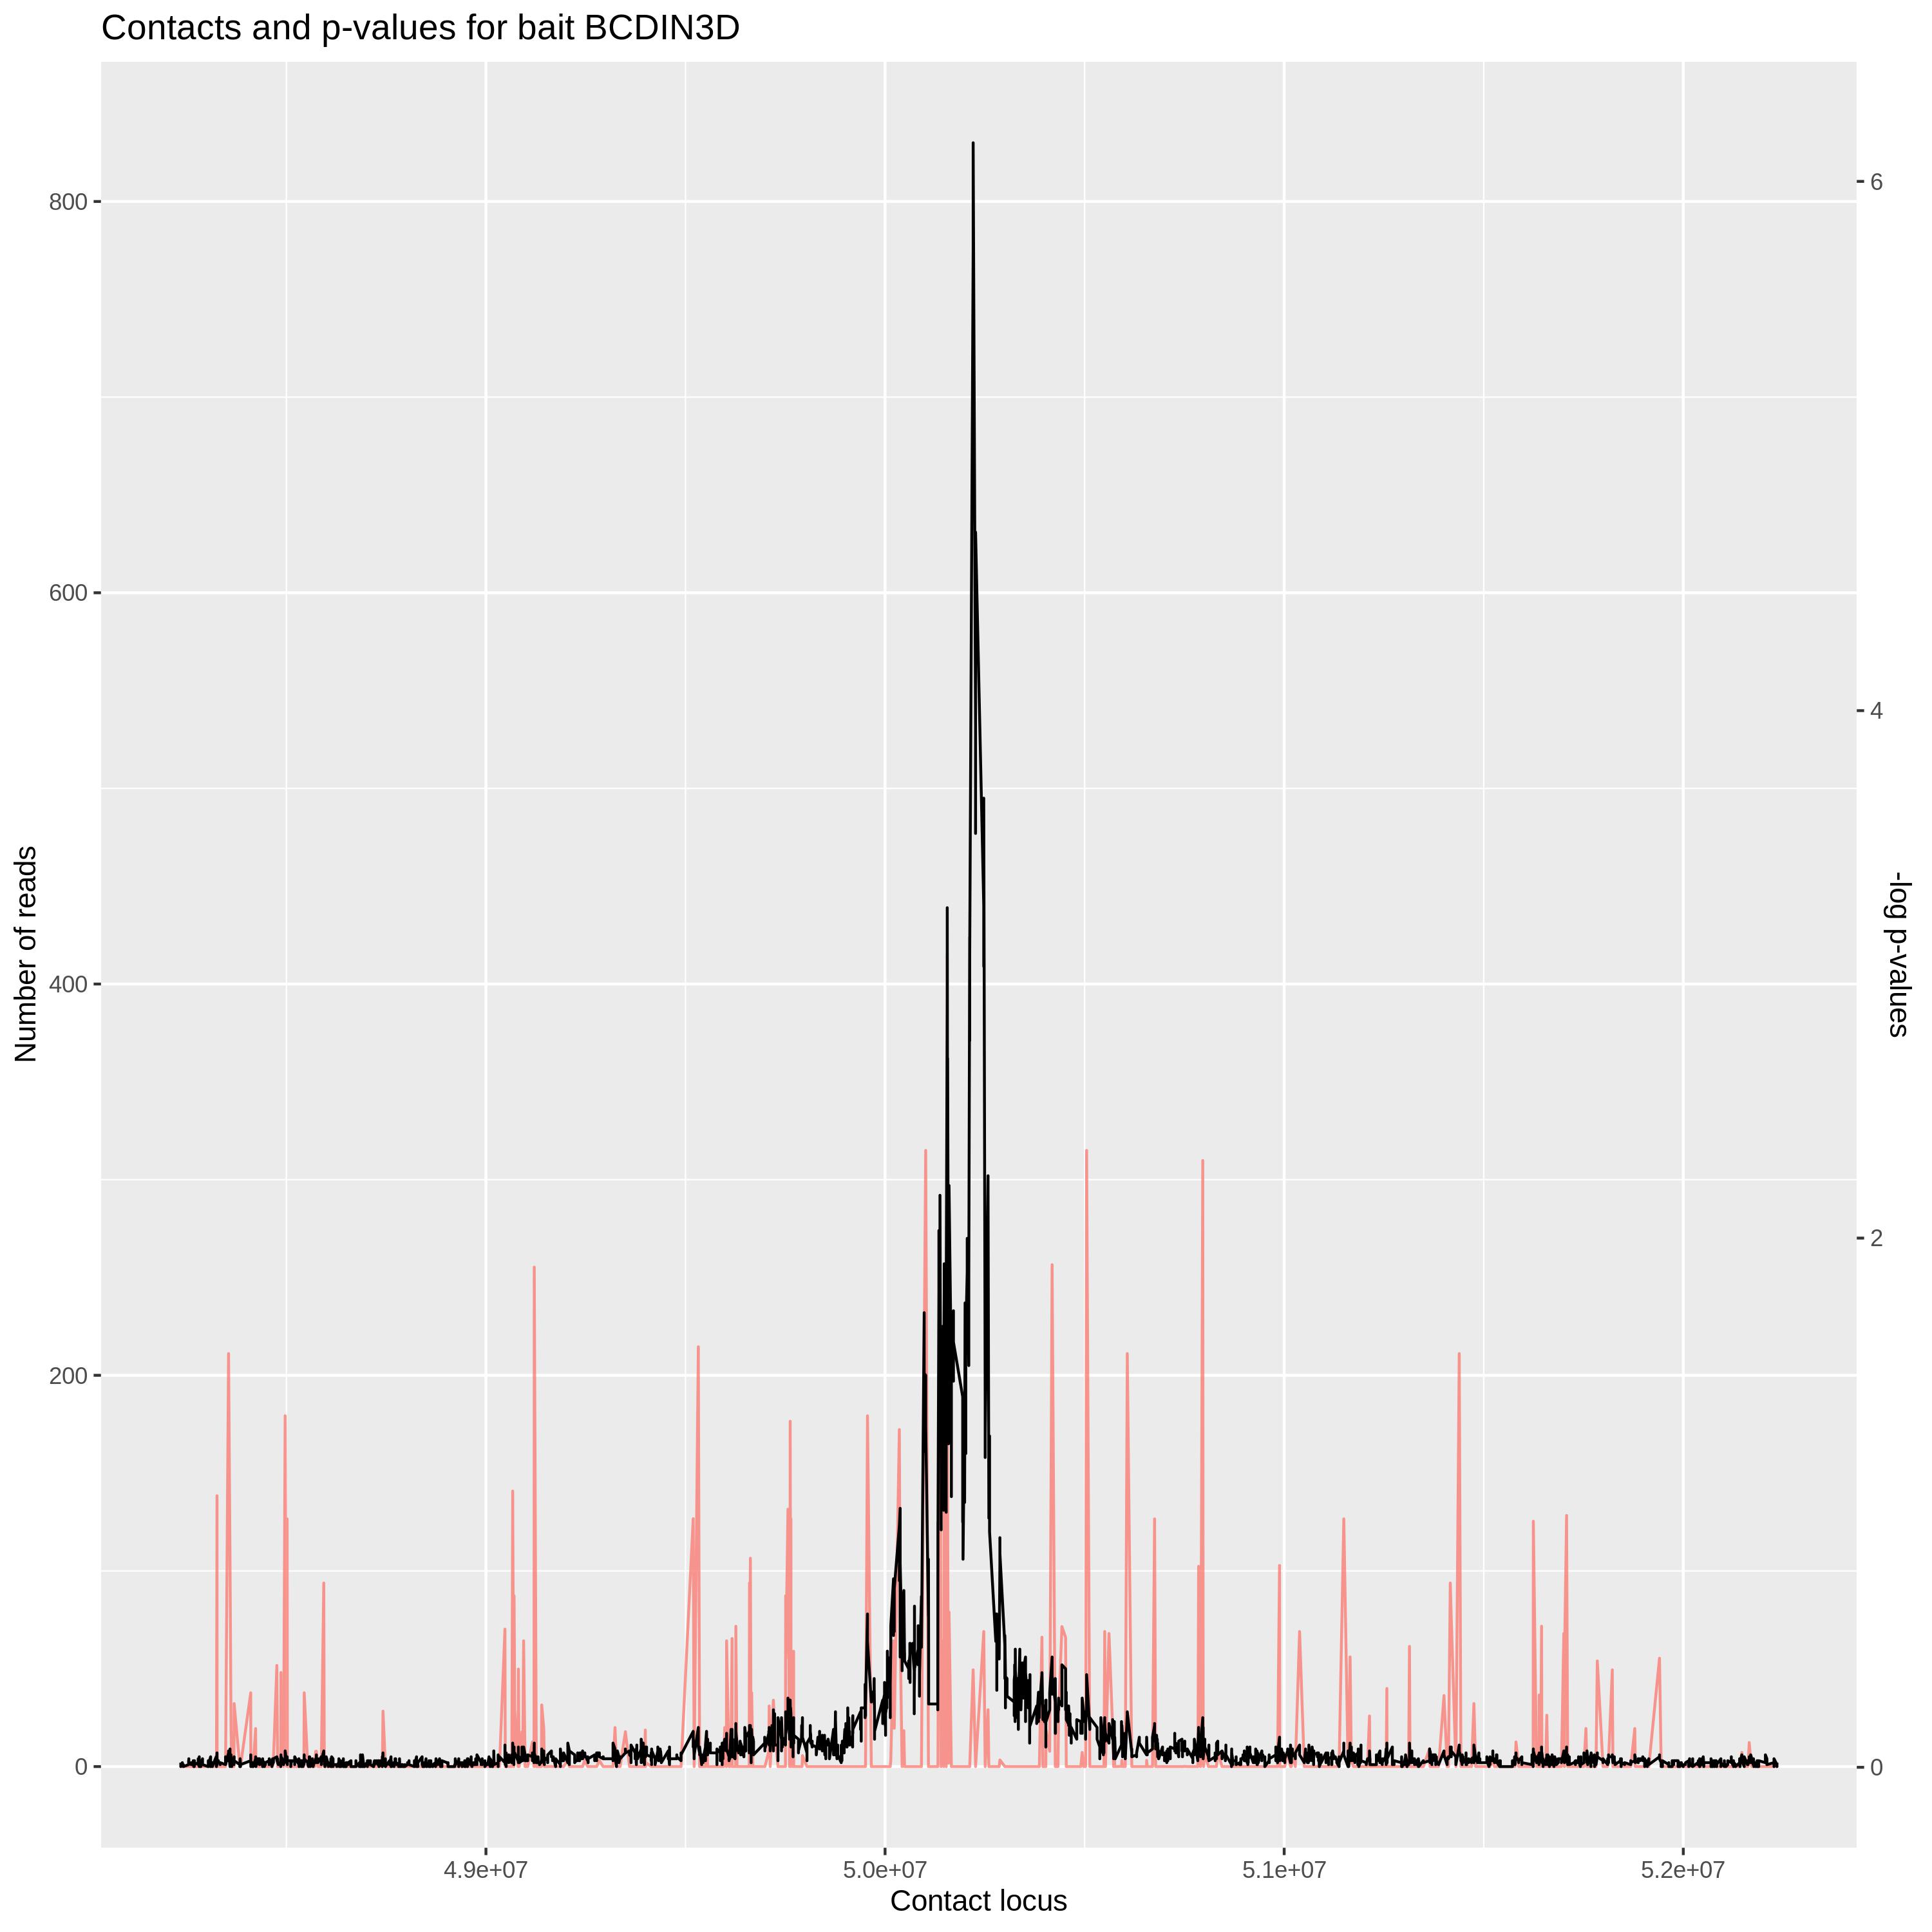 Contacts and p-values for bait BCDIN3D
800
600
400
200
0
6
4
2
0
Number of reads
-log p-values
4.9e+07
5.0e+07
5.1e+07
5.2e+07
Contact locus